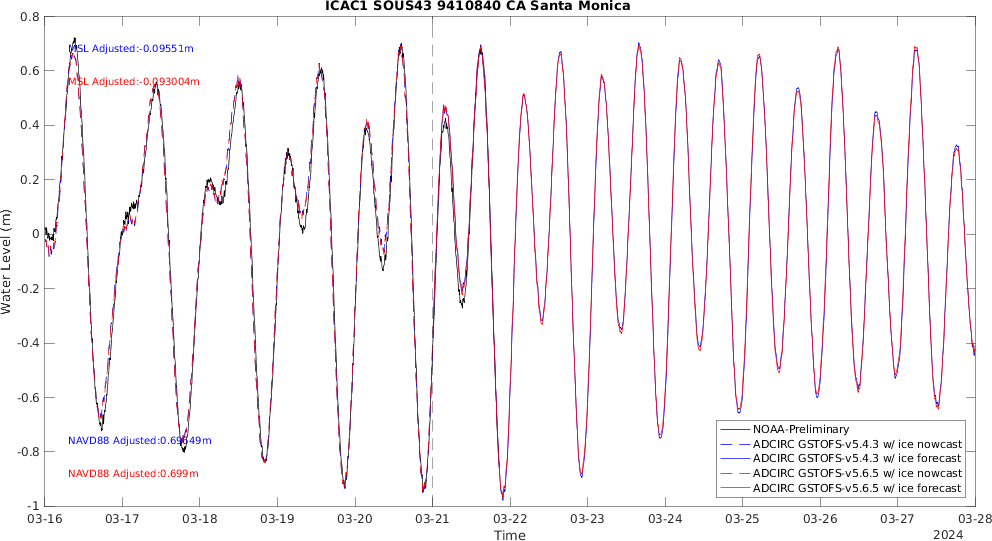 ICAC1 SOUS43 9410840 CA Santa Monica
0.8
0.6
0.4
0.2
0
-0.2
-0.4
-0.6
-0.8
-1
Water Level (m)
MSL Adjusted:-0.09551m
MSL Adjusted:-0.093004m
NAVD88 Adjusted:0.69649m
NAVD88 Adjusted:0.699m
NOAA-Preliminary
ADCIRC GSTOFS-v5.4.3 w/ ice nowcast
ADCIRC GSTOFS-v5.4.3 w/ ice forecast
ADCIRC GSTOFS-v5.6.5 w/ ice nowcast
ADCIRC GSTOFS-v5.6.5 w/ ice forecast
03-16 03-17 03-18 03-19 03-20 03-21 03-22 03-23 03-24 03-25 03-26 03-27 03-28
Time
2024